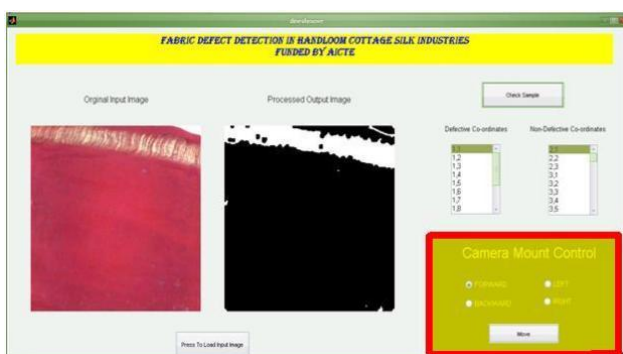 FABRIC DEFECT DETECTION IN HANDLOOM COTTAGE SILK INDUSTRIES
FUNDED BY AICTE
Orginal Input Image
Processed Output Image
Check Sample
Defective Co-ordinates
Non-Defective Co-ordinates
1,1
1,2
1,3
1,4
1,5
1,6
1,7
1,8
2,1
2,2
2,3
3,1
3,2
3,3
3,4
3,5
Camera Mount Control
FORWARD
LEFT
BACKWARD
RIGHT
Move
Press To Load Input Image